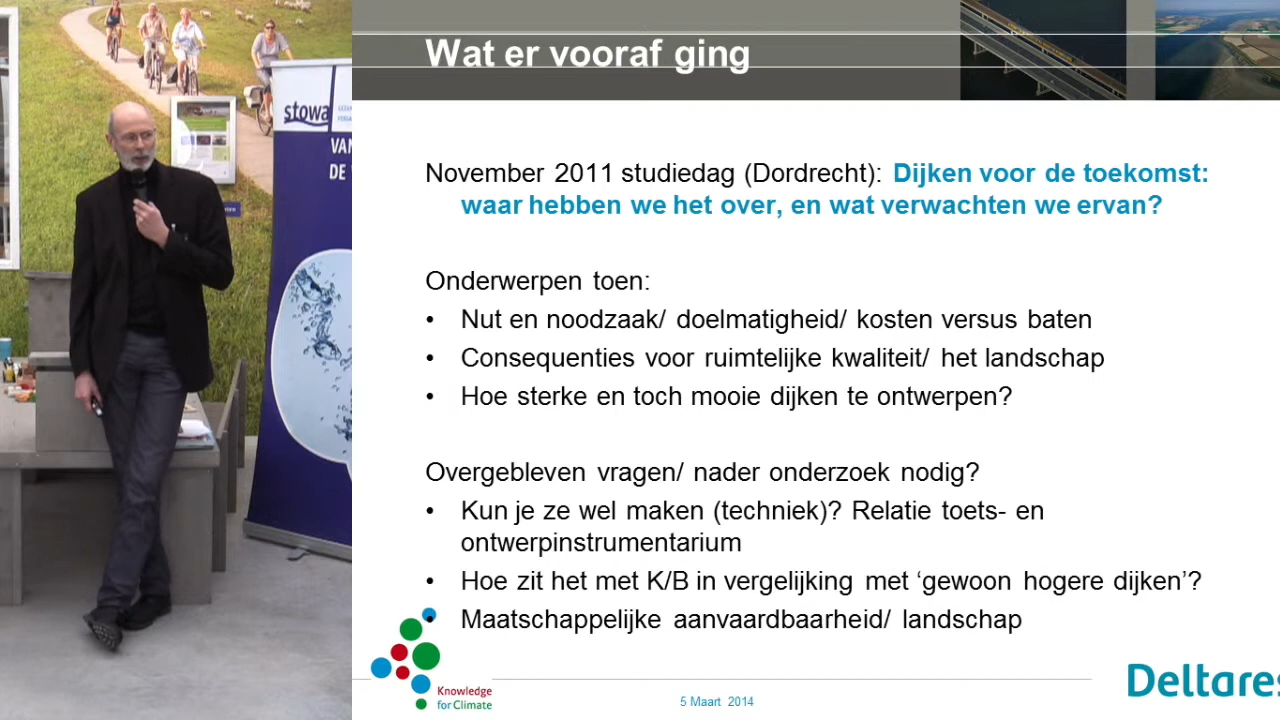 Wat er vooraf ging
stowa
VAN
DE
November 2011 studiedag (Dordrecht): Dijken voor de toekomst:
waar hebben we het over, en wat verwachten we ervan?
Onderwerpen toen:
• Nut en noodzaak/ doelmatigheid/ kosten versus baten
• Consequenties voor ruimtelijke kwaliteit/ het landschap
• Hoe sterke en toch mooie dijken te ontwerpen?
Overgebleven vragen/ nader onderzoek nodig?
• Kun je ze wel maken (techniek)? Relatie toets- en
ontwerpinstrumentarium
• Hoe zit het met K/B in vergelijking met ‘gewoon hogere dijken’?
• Maatschappelijke aanvaardbaarheid/ landschap
Knowledge
for Climate
5 Maart 2014
Deltares